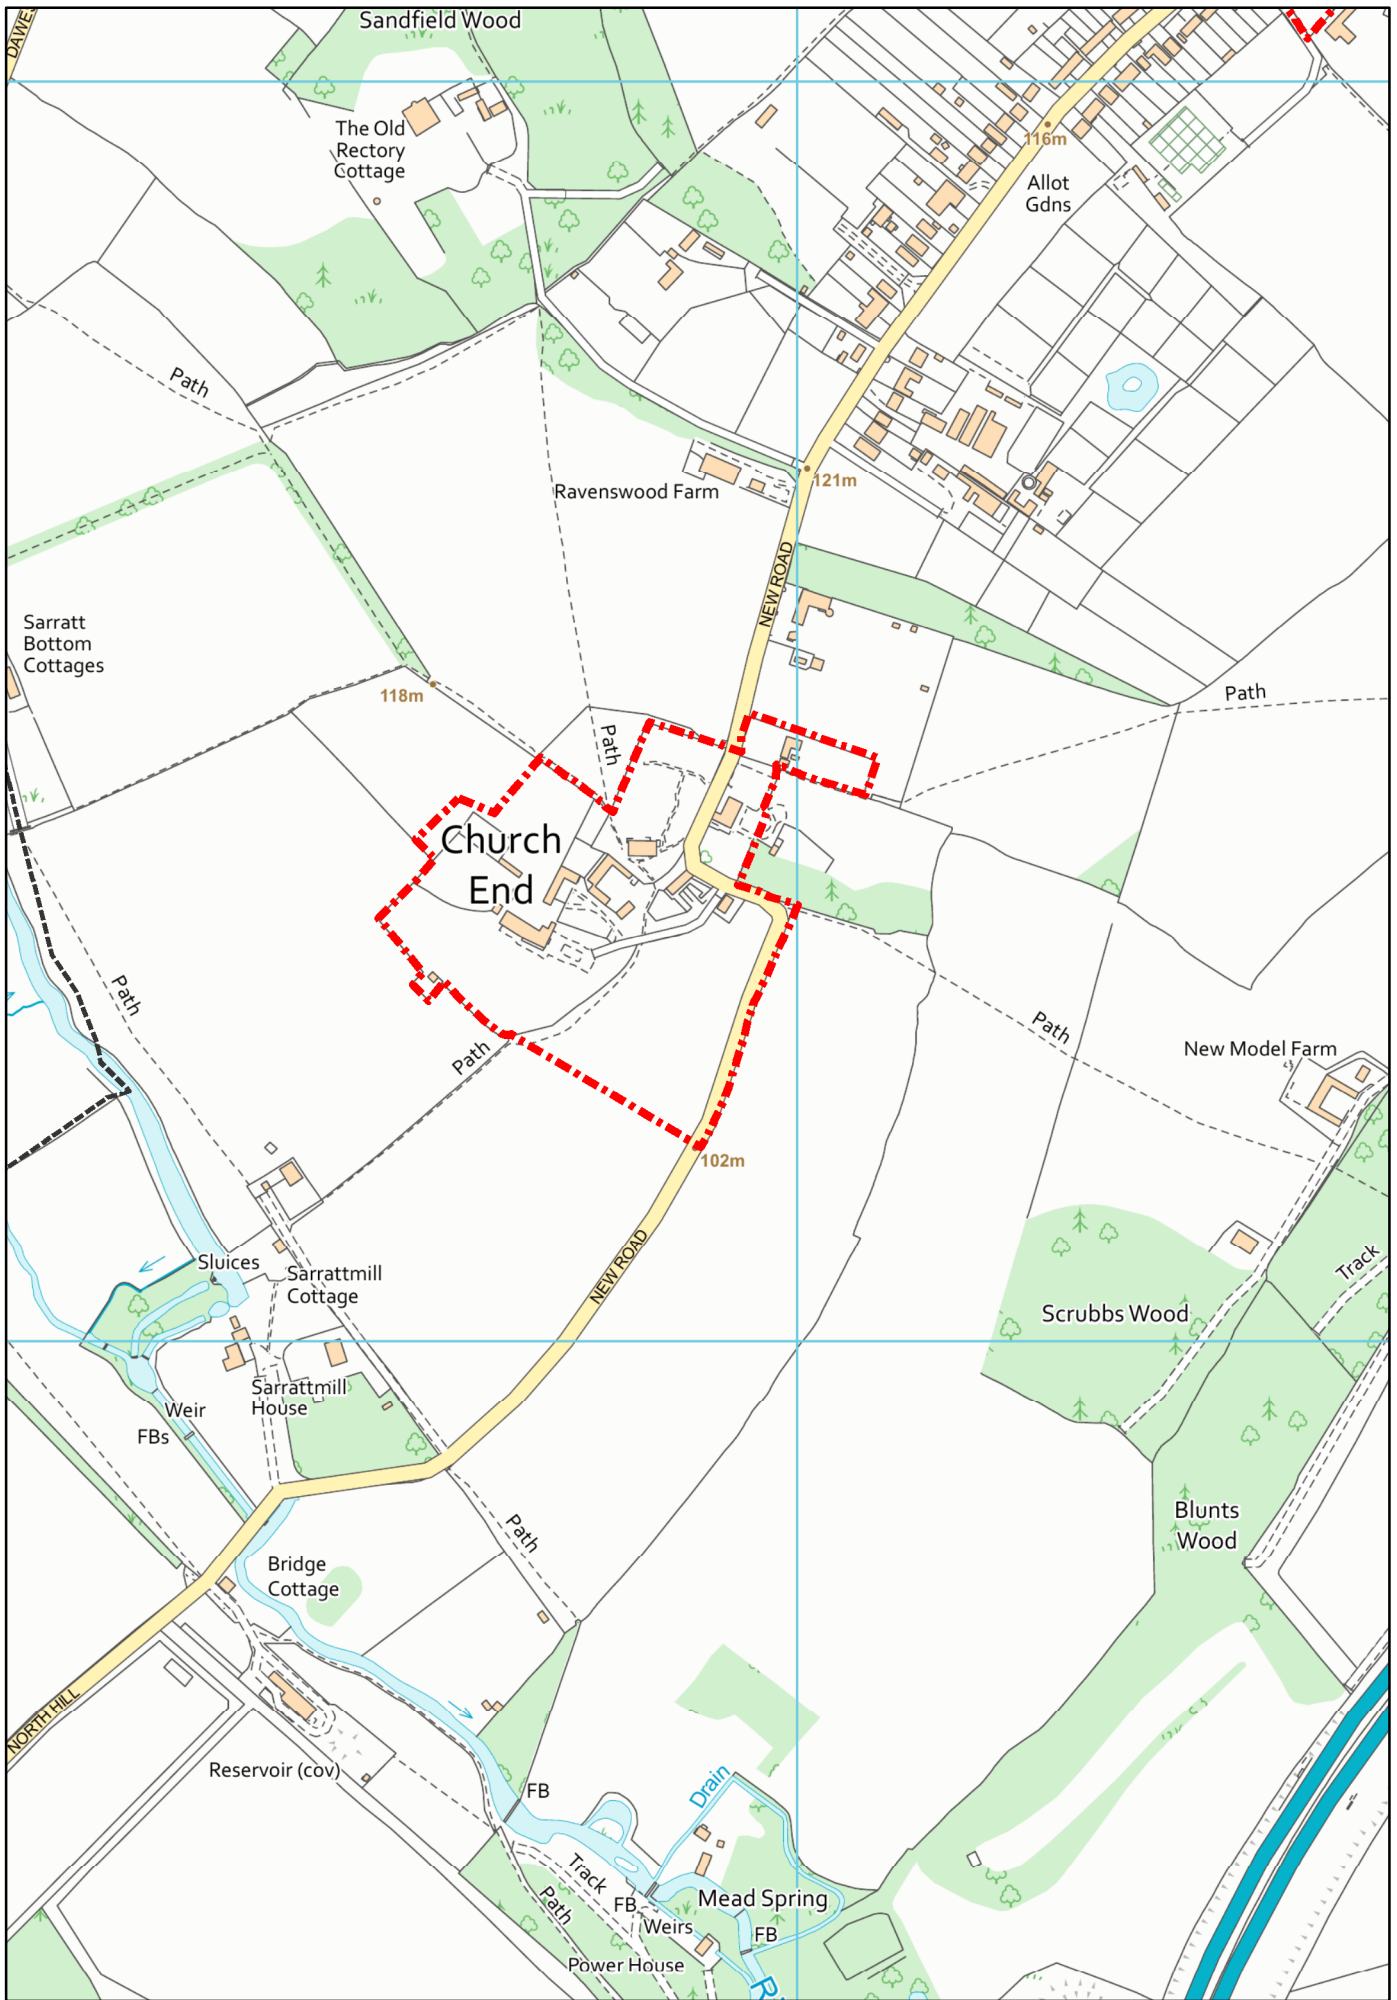 Sandfield Wood
DAWES
The Old
Rectory
Cottage
116m
Allot
Gdns
Path
Ravenswood Farm
121m
NEW ROAD
Sarratt
Bottom
Cottages
118m
Path
Path
Church
End
Path
Path
Path
New Model Farm
102m
NEW ROAD
Sluices
Sarrattmill
Cottage
Track
Scrubbs Wood
Sarrattmill
House
Weir
FBs
Blunts
Wood
Path
Bridge
Cottage
NORTH HILL
Reservoir (cov)
FB
Drain
Track
Path
FB
Mead Spring
Weirs
FB
Power House